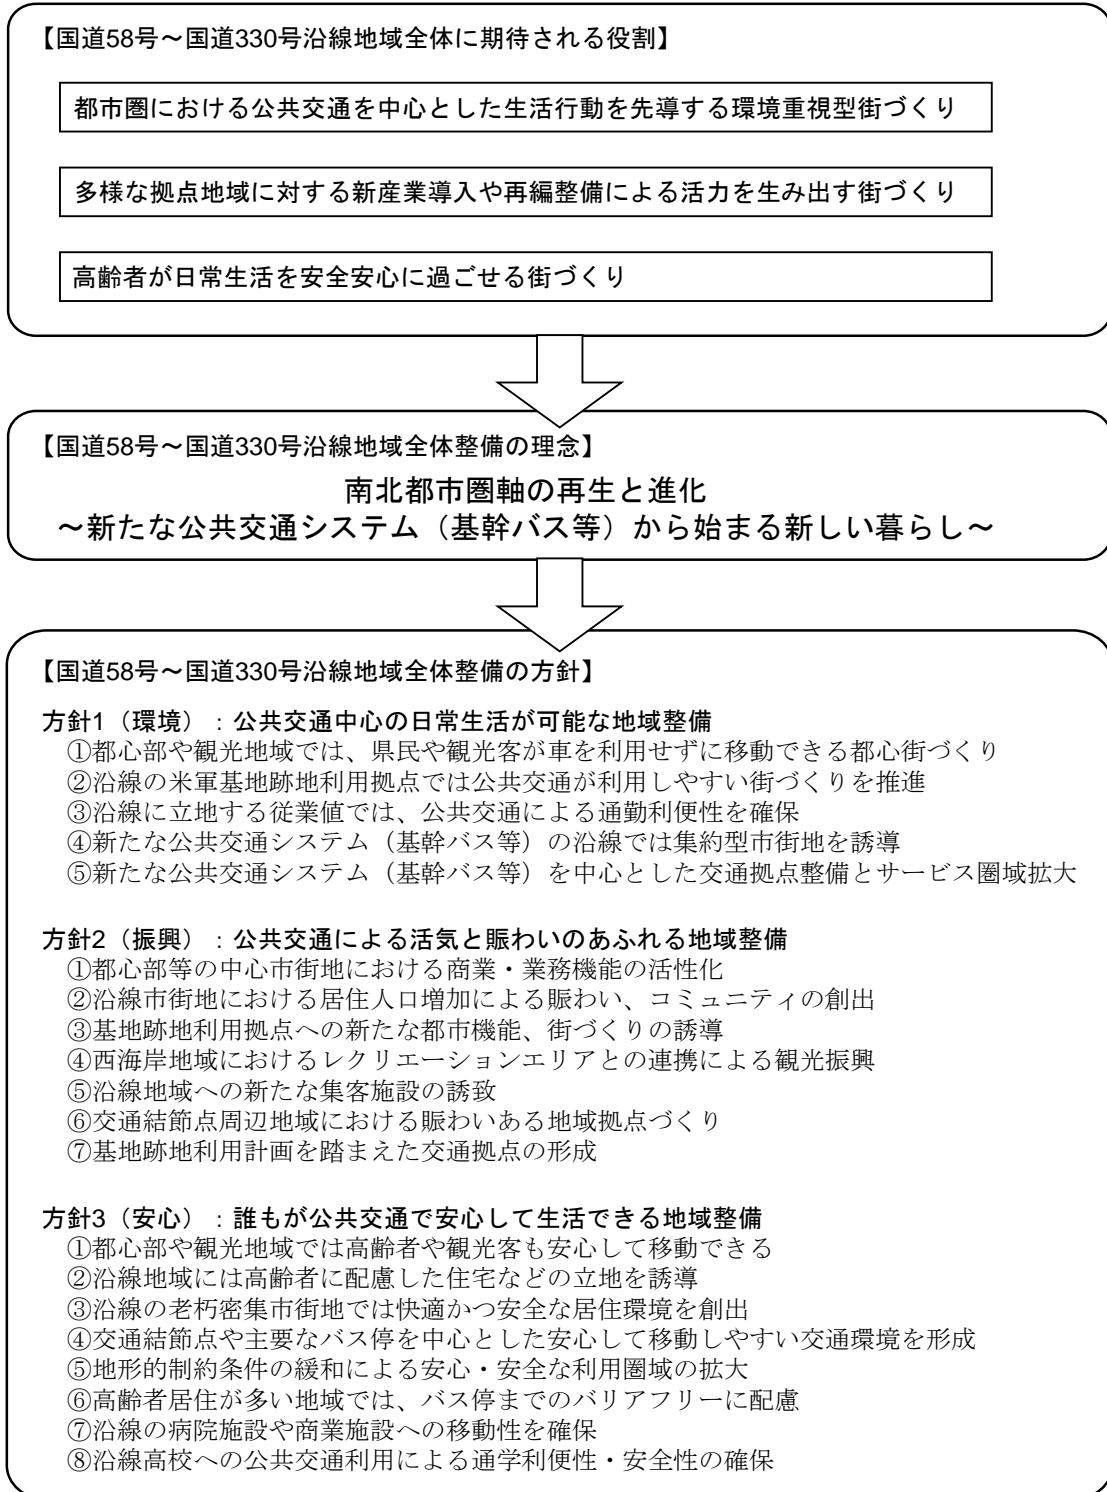 【国道58号～国道330号沿線地域全体に期待される役割】
都市圏における公共交通を中心とした生活行動を先導する環境重視型街づくり
多様な拠点地域に対する新産業導入や再編整備による活力を生み出す街づくり
高齢者が日常生活を安全安心に過ごせる街づくり
【国道58号～国道330号沿線地域全体整備の理念】
南北都市圏軸の再生と進化
～新たな公共交通システム（基幹バス等）から始まる新しい暮らし～
【国道58号～国道330号沿線地域全体整備の方針】
方針1（環境）：公共交通中心の日常生活が可能な地域整備
①都心部や観光地域では、県民や観光客が車を利用せずに移動できる都心街づくり
②沿線の米軍基地跡地利用拠点では公共交通が利用しやすい街づくりを推進
③沿線に立地する従業値では、公共交通による通勤利便性を確保
④新たな公共交通システム（基幹バス等）の沿線では集約型市街地を誘導
⑤新たな公共交通システム（基幹バス等）を中心とした交通拠点整備とサービス圏域拡大
方針2（振興）：公共交通による活気と賑わいのあふれる地域整備
①都心部等の中心市街地における商業・業務機能の活性化
②沿線市街地における居住人口増加による賑わい、コミュニティの創出
③基地跡地利用拠点への新たな都市機能、街づくりの誘導
④西海岸地域におけるレクリエーションエリアとの連携による観光振興
⑤沿線地域への新たな集客施設の誘致
⑥交通結節点周辺地域における賑わいある地域拠点づくり
⑦基地跡地利用計画を踏まえた交通拠点の形成
方針3（安心）：誰もが公共交通で安心して生活できる地域整備
①都心部や観光地域では高齢者や観光客も安心して移動できる
②沿線地域には高齢者に配慮した住宅などの立地を誘導
③沿線の老朽密集市街地では快適かつ安全な居住環境を創出
④交通結節点や主要なバス停を中心とした安心して移動しやすい交通環境を形成
⑤地形的制約条件の緩和による安心・安全な利用圏域の拡大
⑥高齢者居住が多い地域では、バス停までのバリアフリーに配慮
⑦沿線の病院施設や商業施設への移動性を確保
⑧沿線高校への公共交通利用による通学利便性・安全性の確保